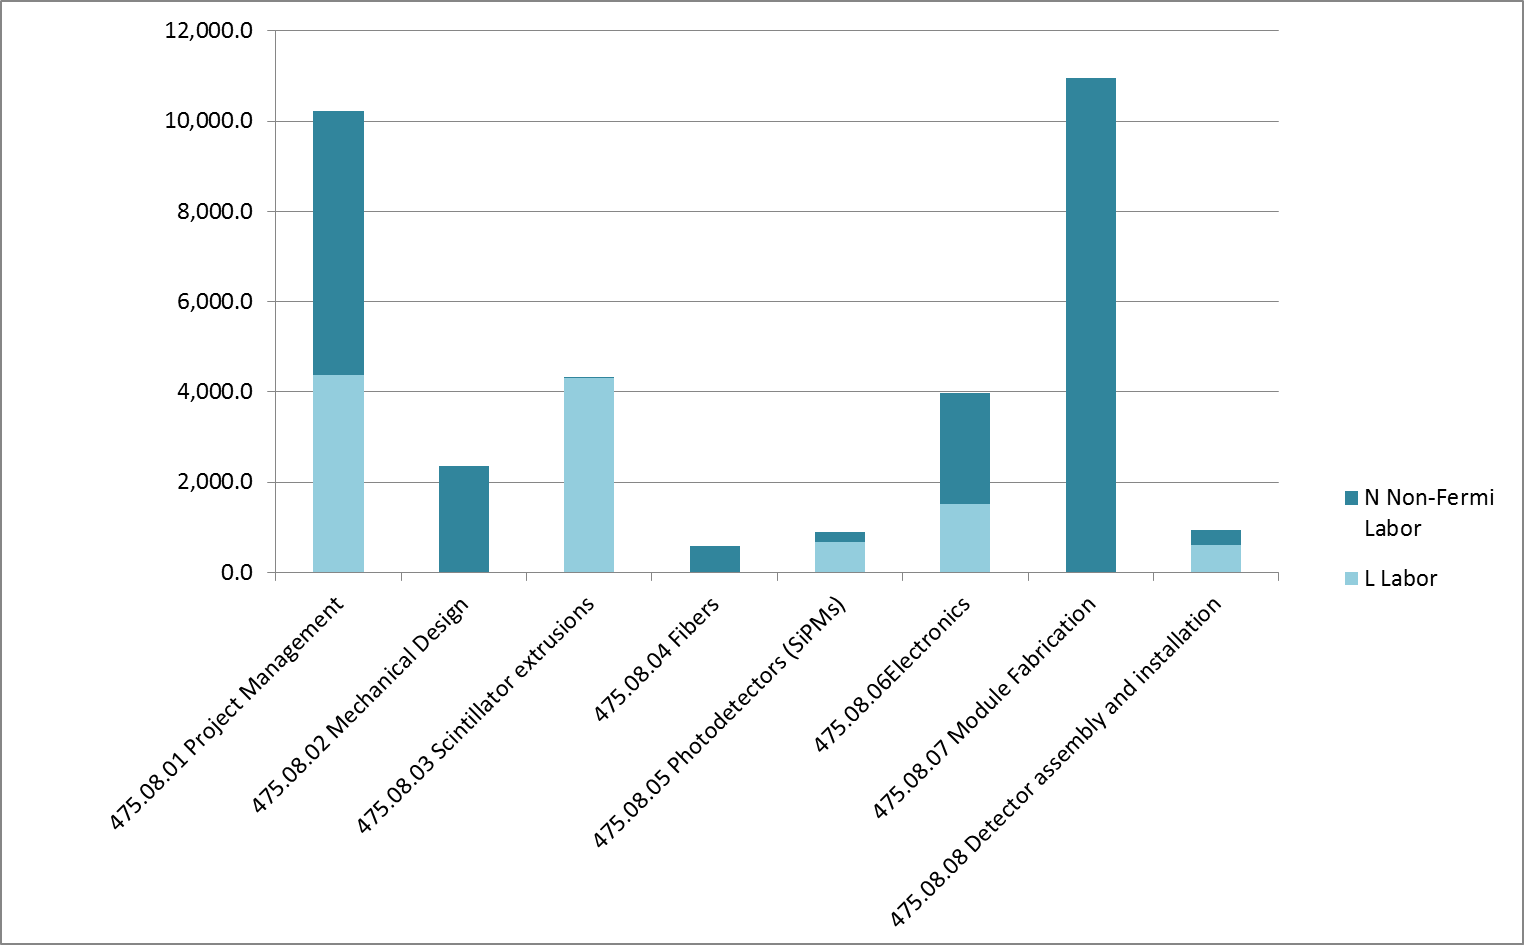 12,000.0
10,000.0
8,000.0
6,000.0
4,000.0
2,000.0
0.0
475.08.01 Project Management
475.08.02 Mechanical Design
475.08.03 Scintillator extrusions
475.08.04 Fibers
475.08.05 Photodetectors (SiPMs)
475.08.06Electronics
475.08.07 Module Fabrication
475.08.08 Detector assembly and installation
N Non-Fermi
Labor
L Labor